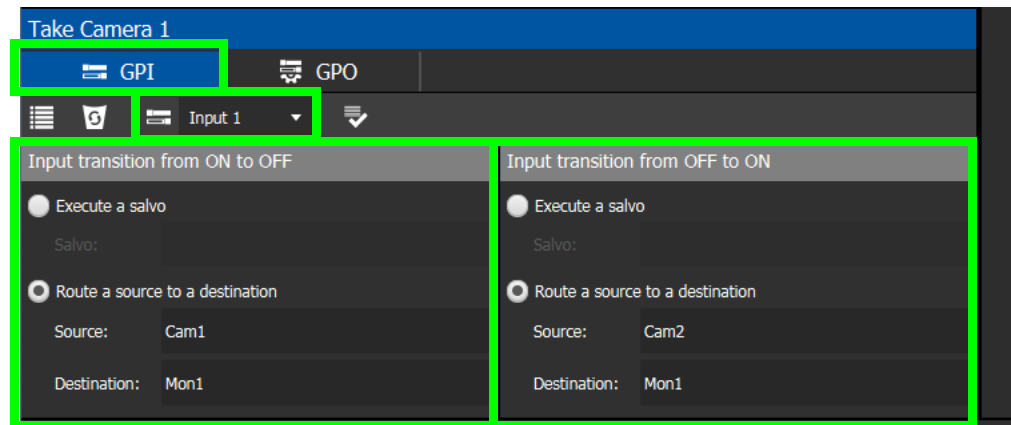 Take Camera 1
GPI
GPO
Input 1
Input transition from ON to OFF
Execute a salvo
Salvo:
Route a source to a destination
Source: Cam1
Destination: Mon1
Input transition from OFF to ON
Execute a salvo
Salvo:
Route a source to a destination
Source: Cam2
Destination: Mon1